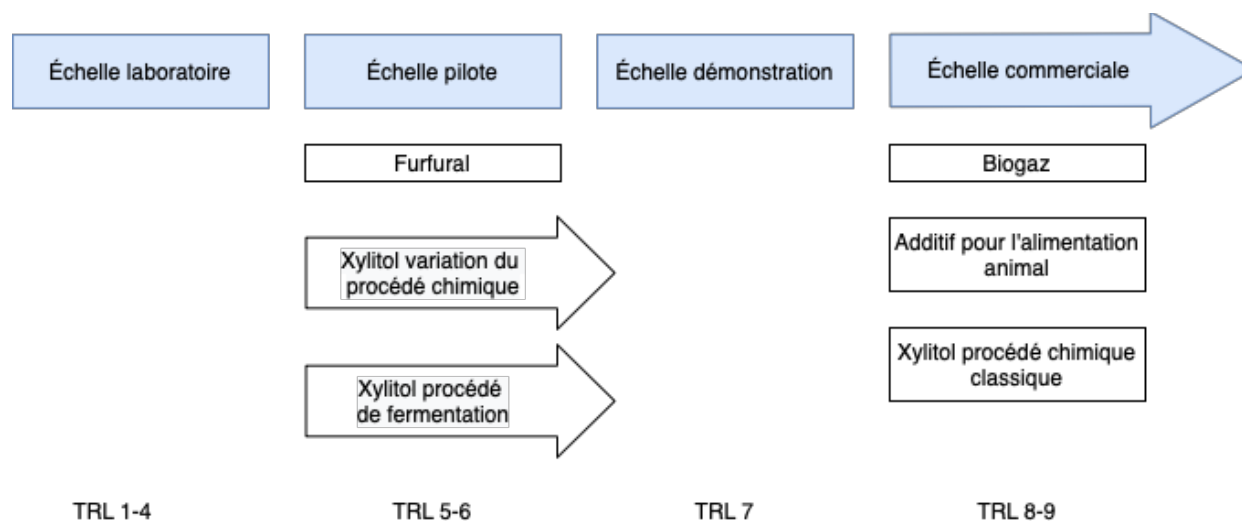 Échelle laboratoire
Échelle pilote
Échelle démonstration
Échelle commerciale
Furfural
Biogaz
Xylitol variation du
procédé chimique
Additif pour l'alimentation
animal
Xylitol procédé
de fermentation
Xylitol procédé chimique
classique
TRL 1-4
TRL 5-6
TRL 7
TRL 8-9